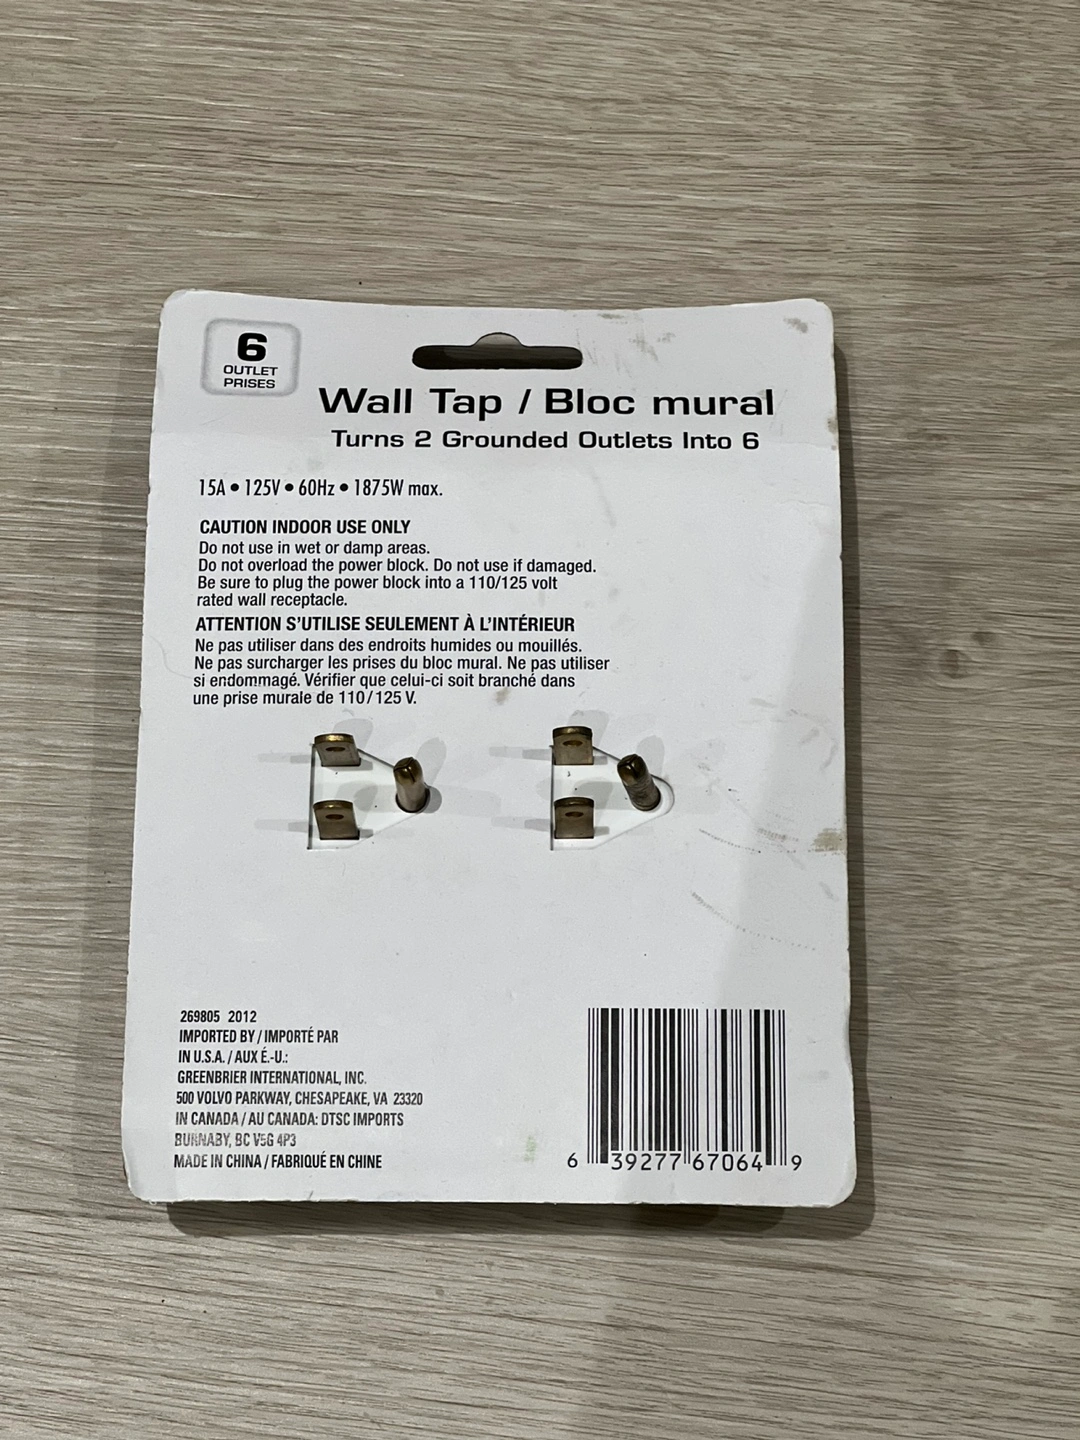 6
OUTLET
PRISES
Wall Tap / Bloc mural
Turns 2 Grounded Outlets Into 6
15A • 125V • 60Hz • 1875W max.
CAUTION INDOOR USE ONLY
Do not use in wet or damp areas.
Do not overload the power block. Do not use if damaged.
Be sure to plug the power block into a 110/125 volt
rated wall receptacle.
ATTENTION S'UTILISE SEULEMENT À L'INTÉRIEUR
Ne pas utiliser dans des endroits humides ou mouillés.
Ne pas surcharger les prises du bloc mural. Ne pas utiliser
si endommagé. Vérifier que celui-ci soit branché dans
une prise murale de 110/125 V.
269805 2012
IMPORTED BY / IMPORTÉ PAR
IN U.S.A. / AUX É.-U.:
GREENBRIER INTERNATIONAL, INC.
500 VOLVO PARKWAY, CHESAPEAKE, VA 23320
IN CANADA / AU CANADA: DTSC IMPORTS
BURNABY, BC V5G 4P3
MADE IN CHINA / FABRIQUÉ EN CHINE
6 39277 67064 9